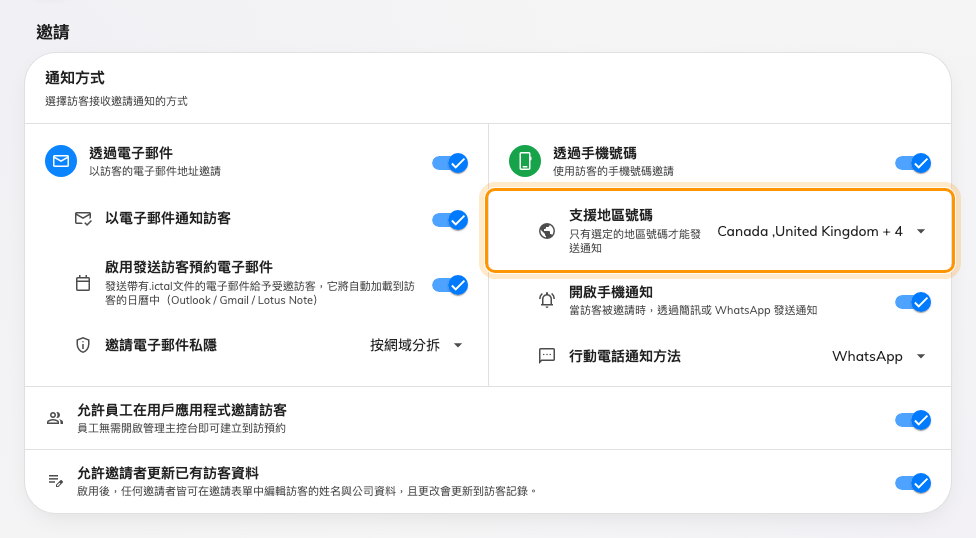 邀請
通知方式
選擇訪客接收邀請通知的方式
透過電子郵件
以訪客的電子郵件地址邀請
以電子郵件通知訪客
啟用發送訪客預約電子郵件
發送帶有.ictal文件的電子郵件給予受邀訪客，它將自動加載到訪
客的日曆中（Outlook / Gmail / Lotus Note）
邀請電子郵件私隱
按網域分拆
透過手機號碼
使用訪客的手機號碼邀請
支援地區號碼
只有選定的地區號碼才能發
送通知
Canada ,United Kingdom + 4
開啟手機通知
當訪客被邀請時，透過簡訊或 WhatsApp 發送通知
行動電話通知方法
WhatsApp
允許員工在用戶應用程式邀請訪客
員工無需開啟管理主控台即可建立到訪預約
允許邀請者更新已有訪客資料
啟用後，任何邀請者皆可在邀請表單中編輯訪客的姓名與公司資料，且更改會更新到訪客記錄。